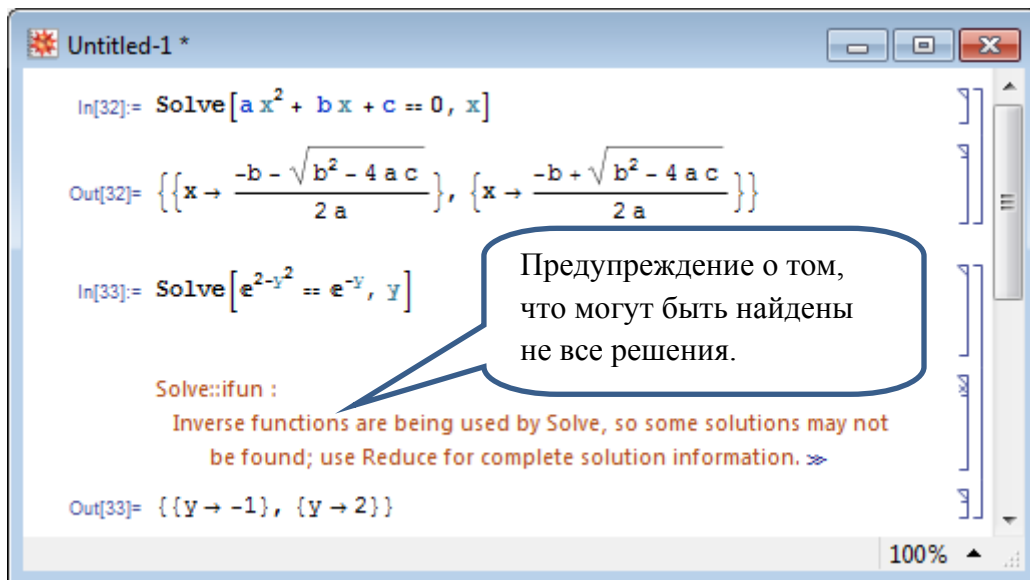 Untitled-1 *
In[32]:= Solve[a x² + b x + c == 0, x]
Out[32]= {{x → (-b - √(b² - 4 a c))/(2 a)}, {x → (-b + √(b² - 4 a c))/(2 a)}}
Предупреждение о том,
что могут быть найдены
не все решения.
In[33]:= Solve[ⅇ^(2-y²) == ⅇ^(-y), y]
Solve::ifun :
Inverse functions are being used by Solve, so some solutions may not
be found; use Reduce for complete solution information. ≫
Out[33]= {{y → -1}, {y → 2}}
100%